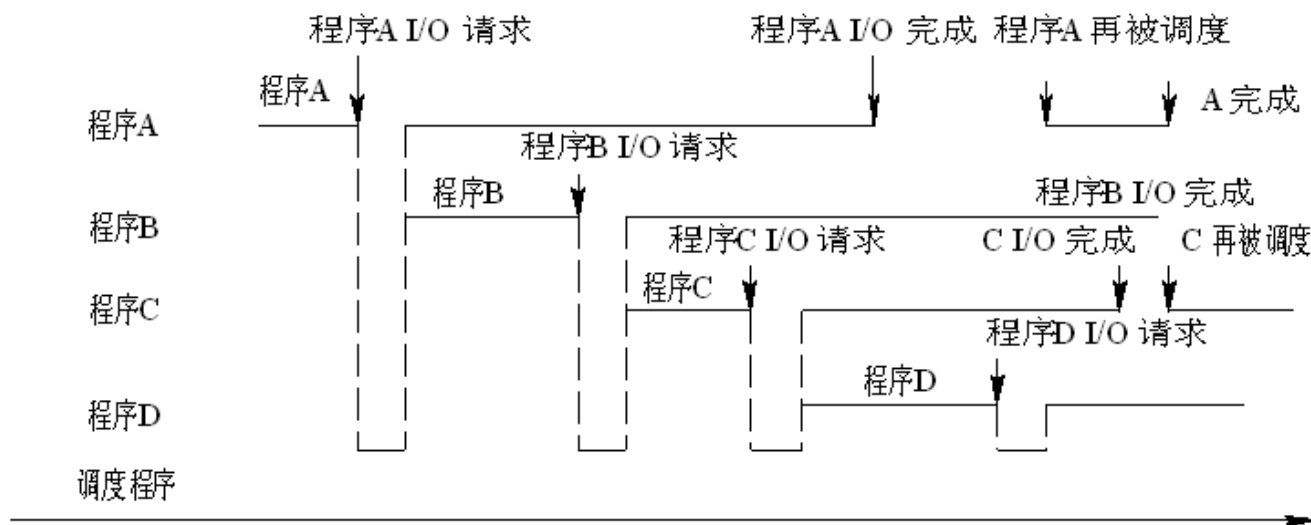 程序A I/O 请求
程序A I/O 完成
程序A 再被调度
程序A
A 完成
程序A
程序B I/O 请求
程序B
程序B I/O 完成
程序B
程序C I/O 请求
C I/O 完成
C 再被调度
程序C
程序C
程序D I/O 请求
程序D
程序D
调度程序